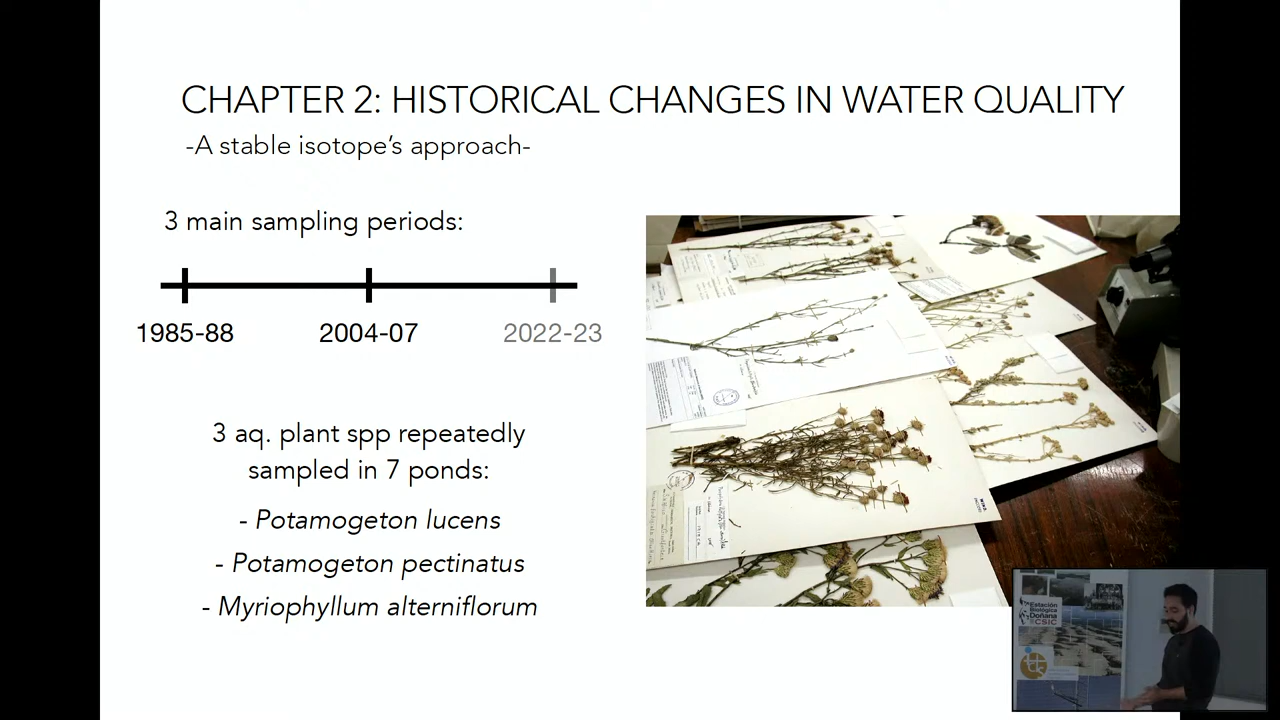 CHAPTER 2: HISTORICAL CHANGES IN WATER QUALITY
-A stable isotope's approach-
3 main sampling periods:
1985-88
2004-07
2022-23
3 aq. plant spp repeatedly
sampled in 7 ponds:
- Potamogeton lucens
- Potamogeton pectinatus
- Myriophyllum alterniflorum
Estación
Biológica
Doñana
CSIC